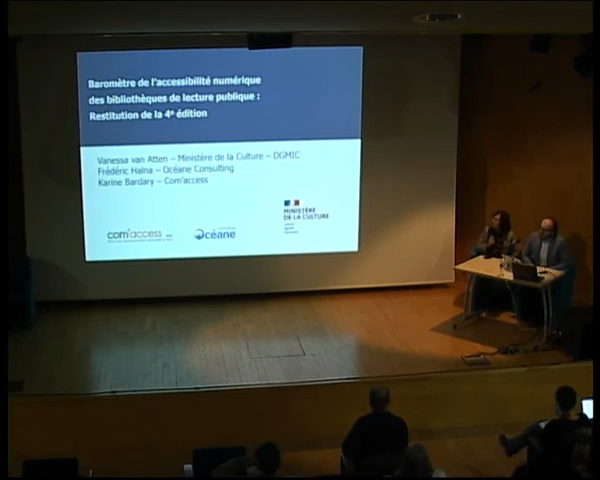 Baromètre de l'accessibilité numérique
des bibliothèques de lecture publique :
Restitution de la 4e édition
Vanessa van Atten – Ministère de la Culture – DGMIC
Frédéric Halna – Océane Consulting
Karine Bardary – Com'access
com'access
Océane
MINISTÈRE
DE LA CULTURE